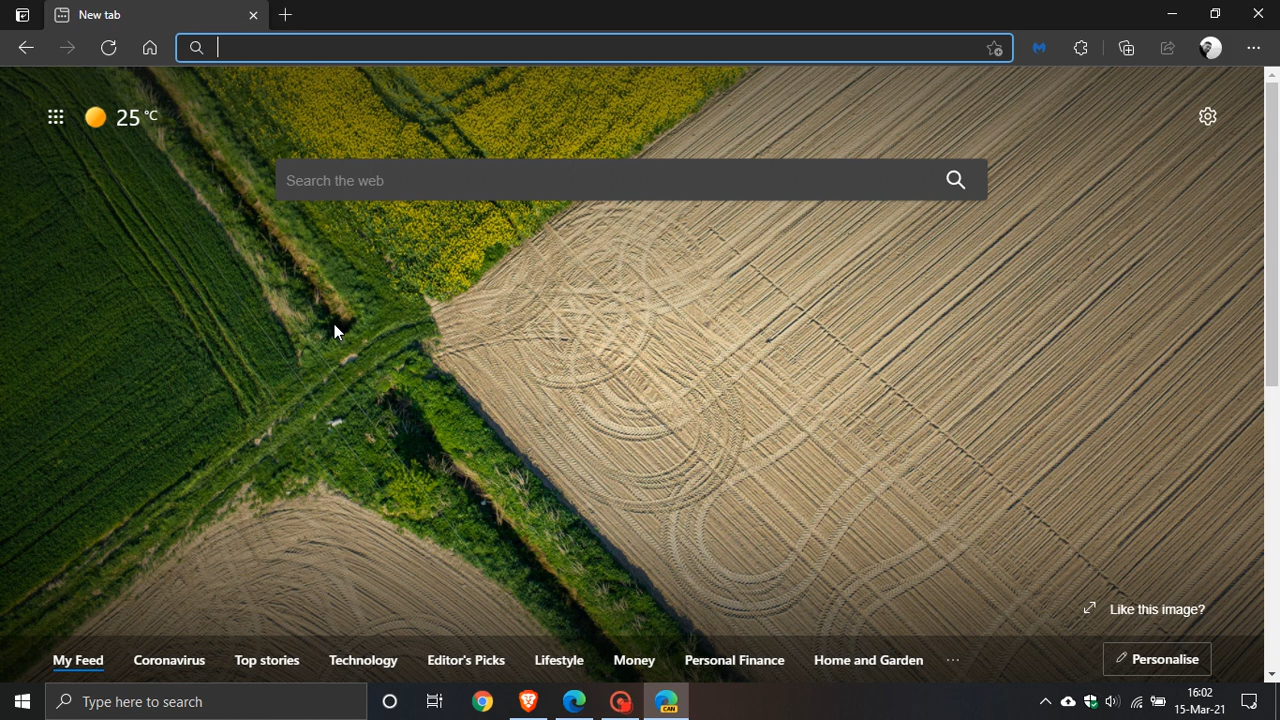 New tab
25 °C
Search the web
Like this image?
My Feed
Coronavirus
Top stories
Technology
Editor's Picks
Lifestyle
Money
Personal Finance
Home and Garden
...
Personalise
Type here to search
CAN
16:02
15-Mar-21